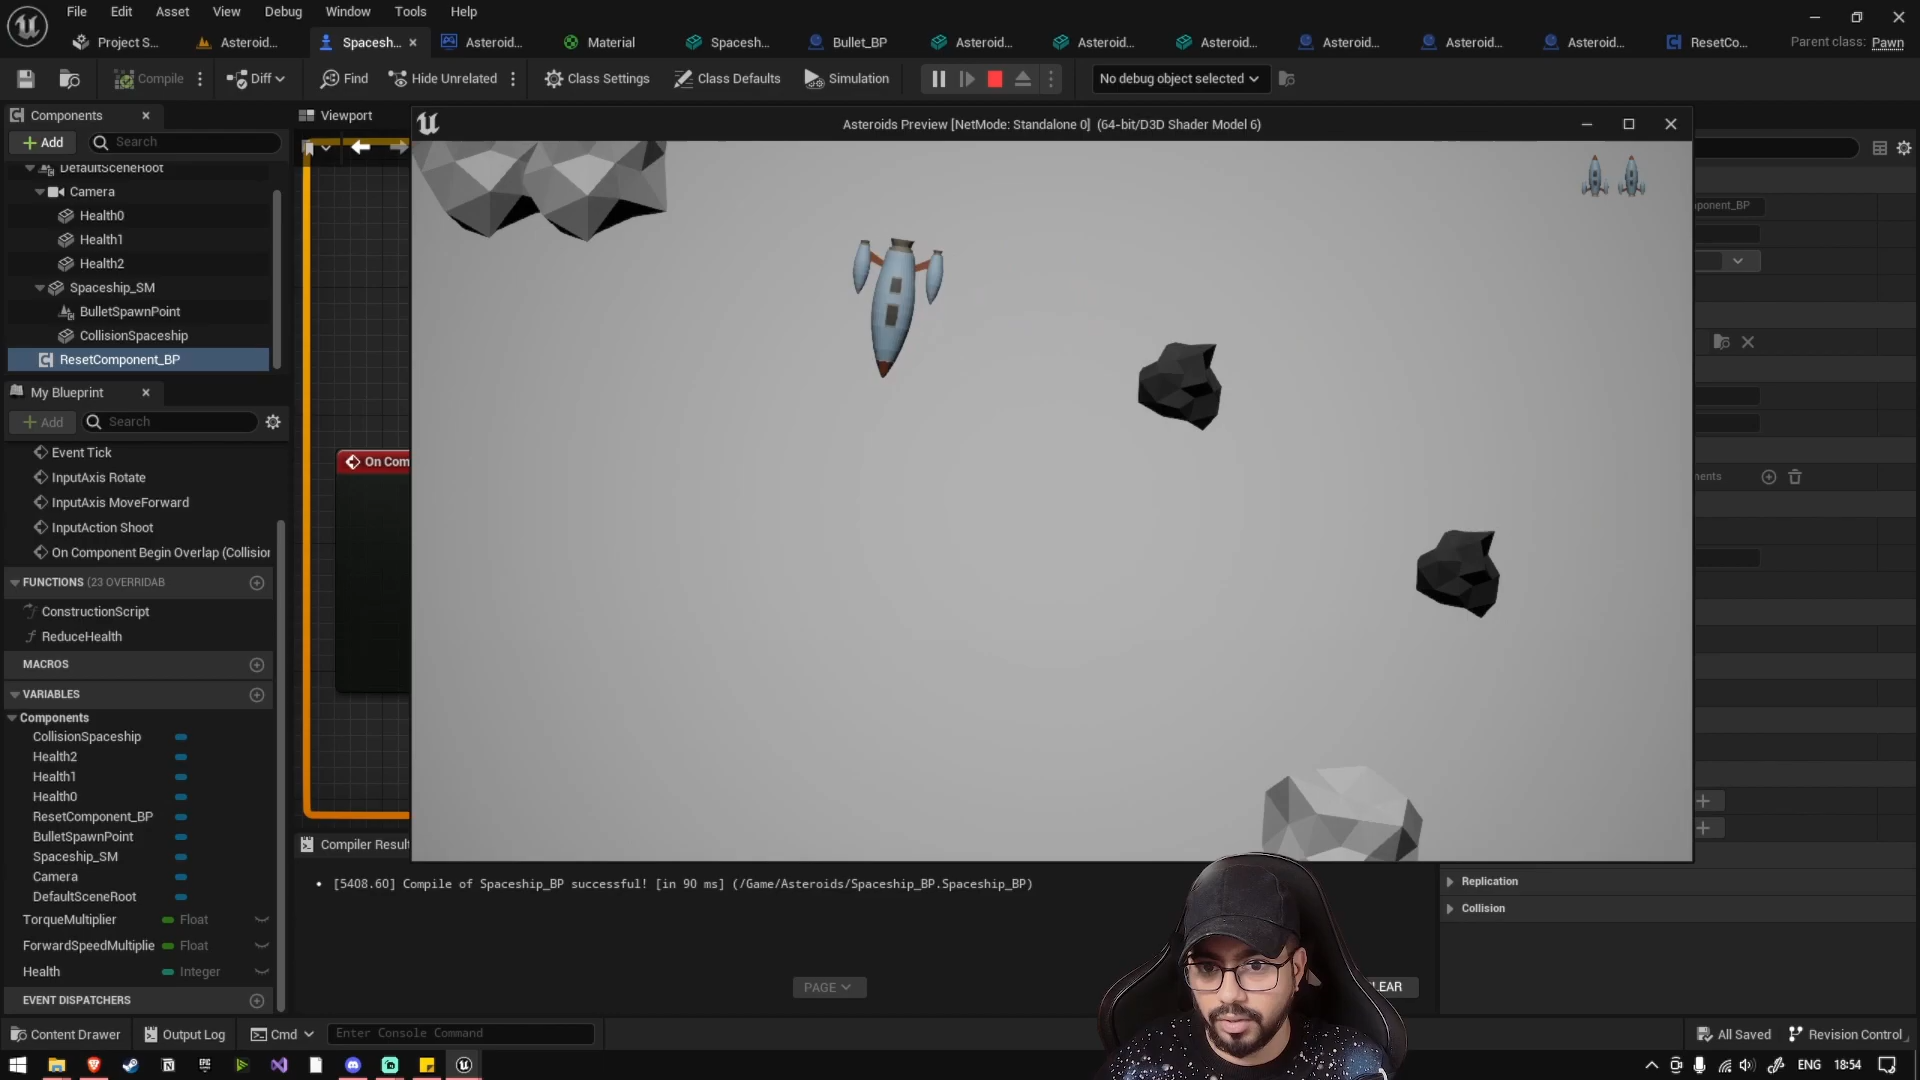 File Edit Asset View Debug Window Tools Help
Project S... Asteroid... Spacesh... Asteroid... Material Spacesh... Bullet_BP Asteroid... Asteroid... Asteroid... Asteroid... Asteroid... Asteroid... ResetCo... Parent class: Pawn
Compile Diff Find Hide Unrelated Class Settings Class Defaults Simulation No debug object selected
Components Viewport
Asteroids Preview [NetMode: Standalone 0] (64-bit/D3D Shader Model 6)
+ Add Search
DefaultSceneRoot
Camera
Health0
Health1
Health2
Spaceship_SM
BulletSpawnPoint
CollisionSpaceship
ResetComponent_BP
My Blueprint
+ Add Search
Event Tick
InputAxis Rotate
InputAxis MoveForward
InputAction Shoot
On Component Begin Overlap (Collision
FUNCTIONS (23 OVERRIDAB
ConstructionScript
ReduceHealth
MACROS
VARIABLES
Components
CollisionSpaceship
Health2
Health1
Health0
ResetComponent_BP
BulletSpawnPoint
Spaceship_SM
Camera
DefaultSceneRoot
TorqueMultiplier Float
ForwardSpeedMultiplie Float
Health Integer
EVENT DISPATCHERS
On Com
ponent_BP
nents
Compiler Result
[5408.60] Compile of Spaceship_BP successful! [in 90 ms] (/Game/Asteroids/Spaceship_BP.Spaceship_BP)
PAGE
LEAR
Replication
Collision
Content Drawer Output Log Cmd Enter Console Command All Saved Revision Control
EPIC
ENG 18:54